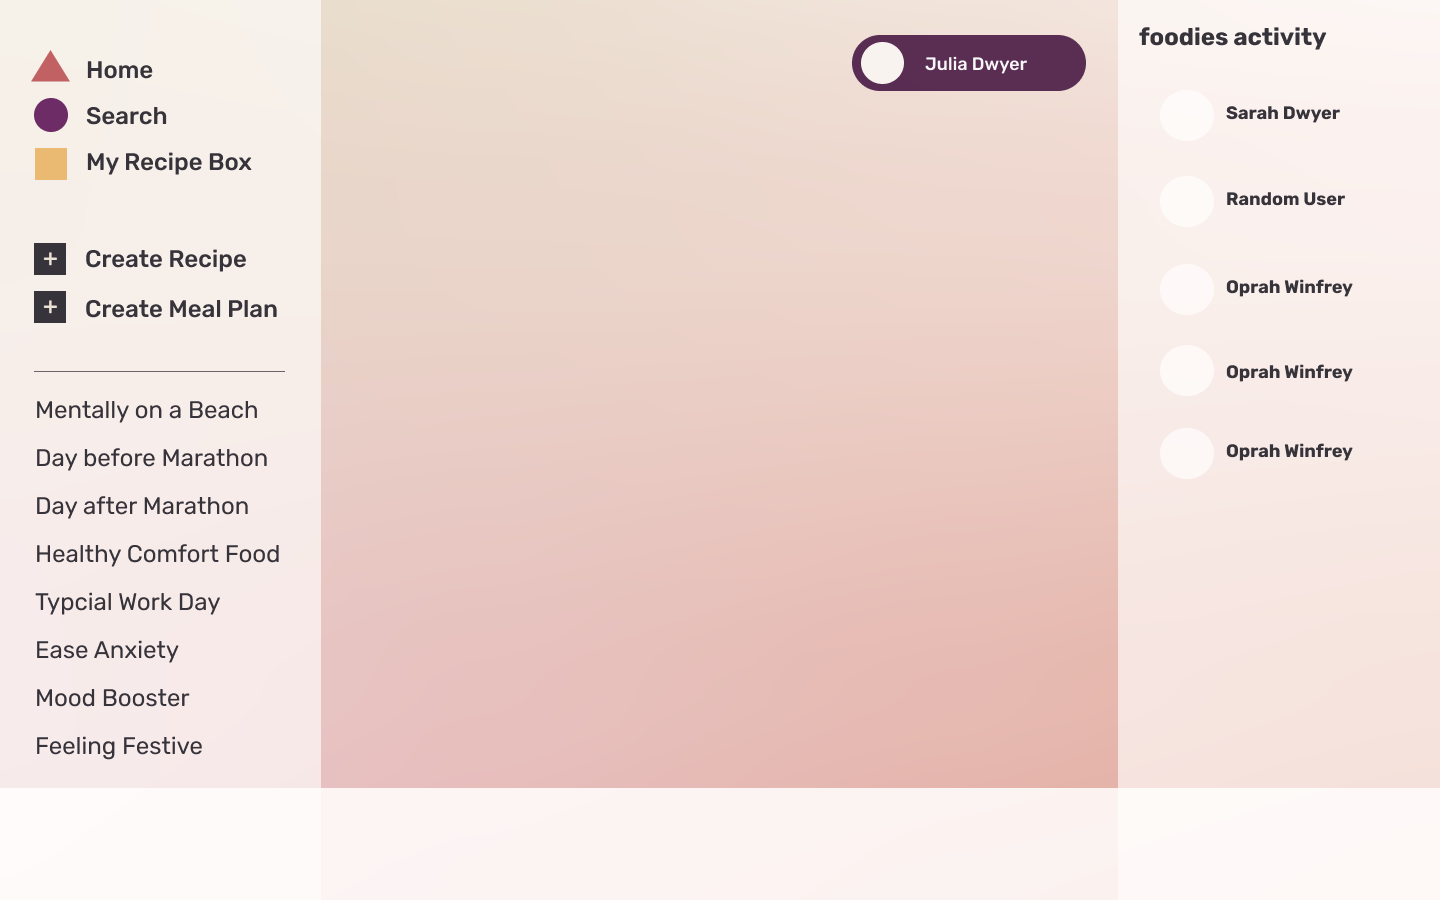 Home
Search
My Recipe Box
+ Create Recipe
+ Create Meal Plan
Mentally on a Beach
Day before Marathon
Day after Marathon
Healthy Comfort Food
Typcial Work Day
Ease Anxiety
Mood Booster
Feeling Festive
Julia Dwyer
foodies activity
Sarah Dwyer
Random User
Oprah Winfrey
Oprah Winfrey
Oprah Winfrey